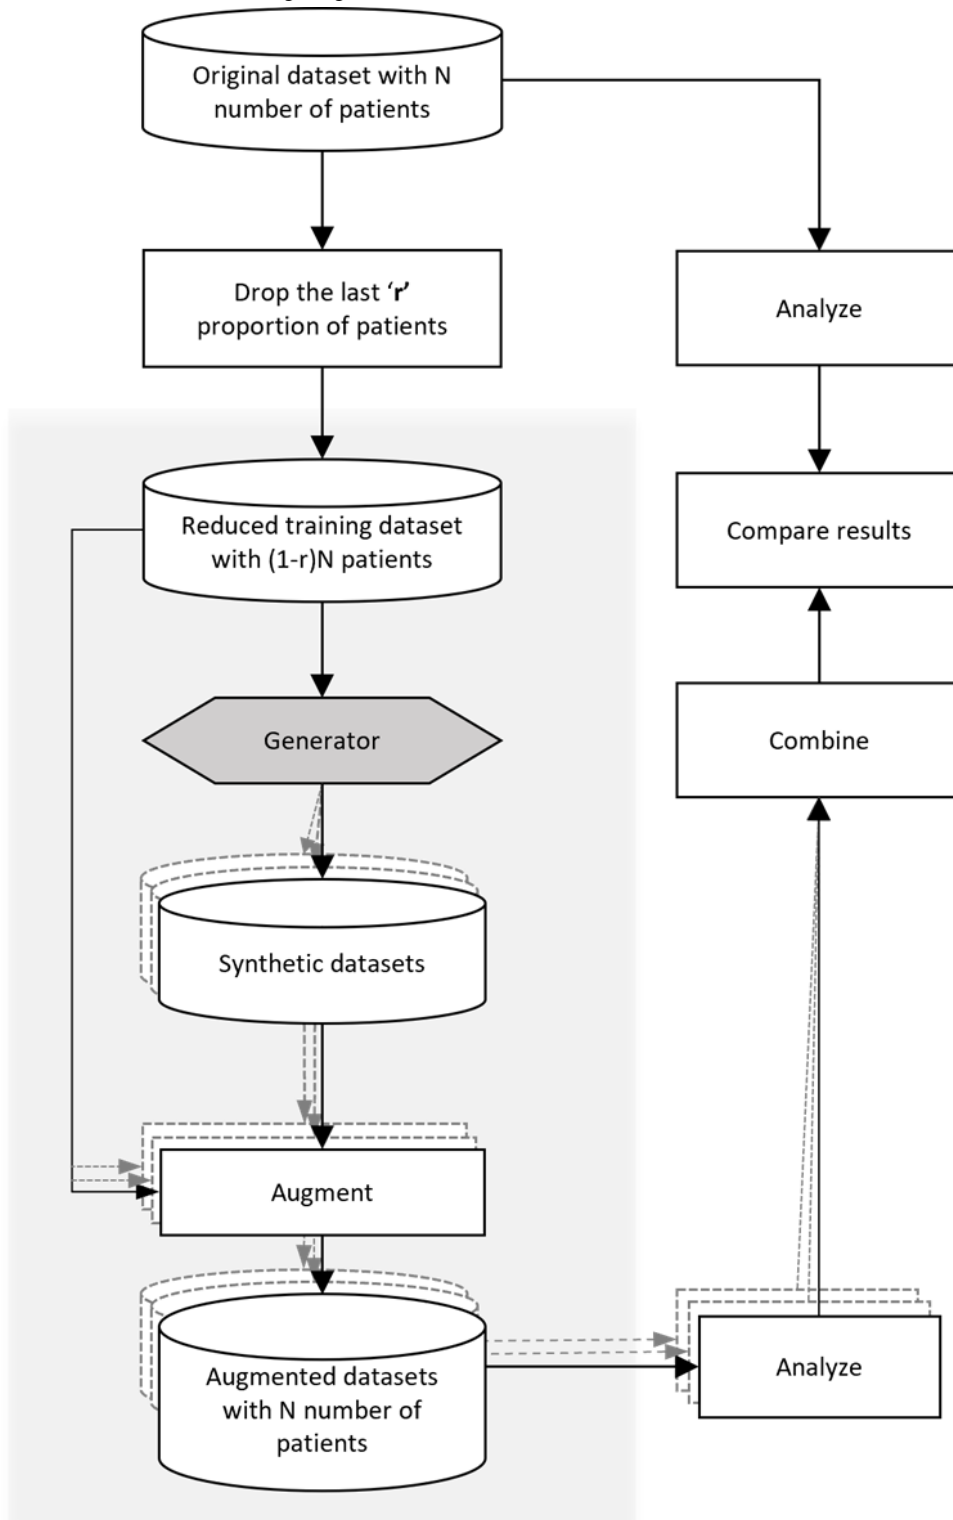 Original dataset with N
number of patients
Drop the last ‘r’
proportion of patients
Analyze
Reduced training dataset
with (1-r)N patients
Compare results
Generator
Combine
Synthetic datasets
Augment
Augmented datasets
with N number of
patients
Analyze